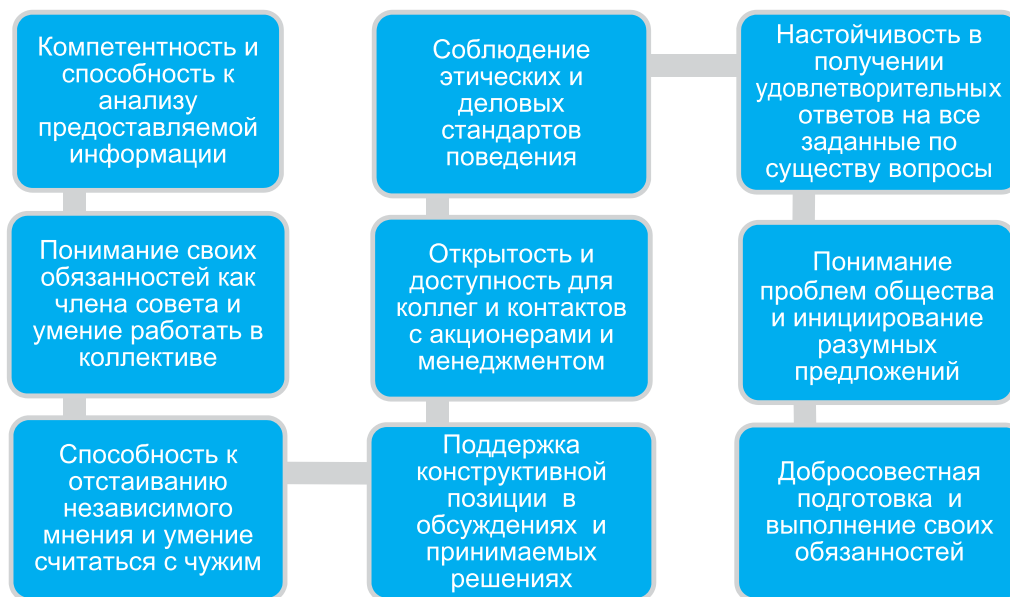 Компетентность и
способность к
анализу
предоставляемой
информации
Понимание своих
обязанностей как
члена совета и
умение работать в
коллективе
Способность к
отстаиванию
независимого
мнения и умение
считаться с чужим
Поддержка
конструктивной
позиции в
обсуждениях и
принимаемых
решениях
Открытость и
доступность для
коллег и контактов
с акционерами и
менеджментом
Соблюдение
этических и
деловых
стандартов
поведения
Настойчивость в
получении
удовлетворительных
ответов на все
заданные по
существу вопросы
Понимание
проблем общества
и инициирование
разумных
предложений
Добросовестная
подготовка и
выполнение своих
обязанностей